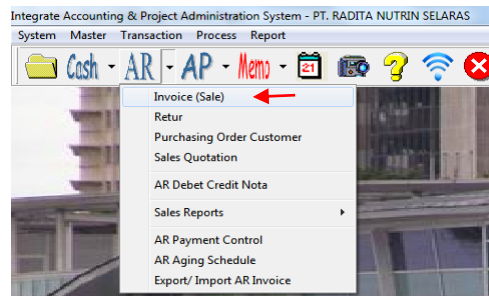 Integrate Accounting & Project Administration System - PT. RADITA NUTRIN SELARAS
System Master Transaction Process Report
Cash AR AP Memo 21
Invoice (Sale)
Retur
Purchasing Order Customer
Sales Quotation
AR Debet Credit Nota
Sales Reports
AR Payment Control
AR Aging Schedule
Export/ Import AR Invoice